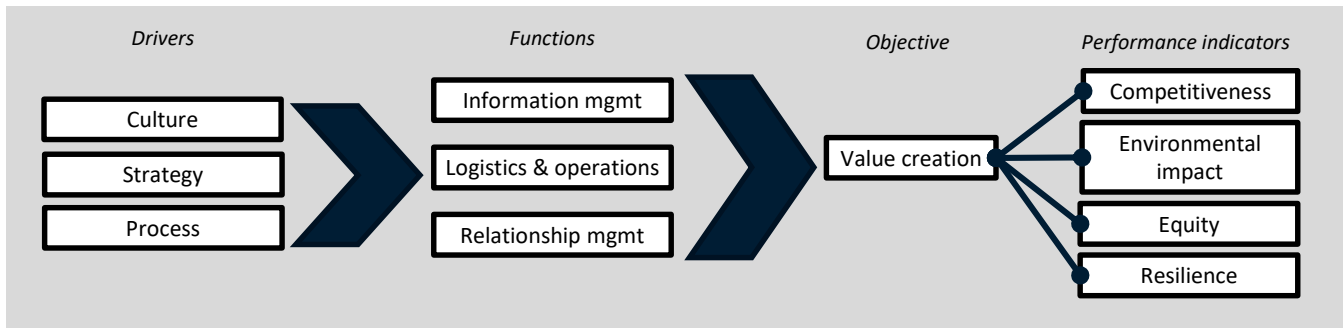 Drivers
Functions
Objective
Performance indicators
Culture
Strategy
Process
Information mgmt
Logistics & operations
Relationship mgmt
Value creation
Competitiveness
Environmental
impact
Equity
Resilience